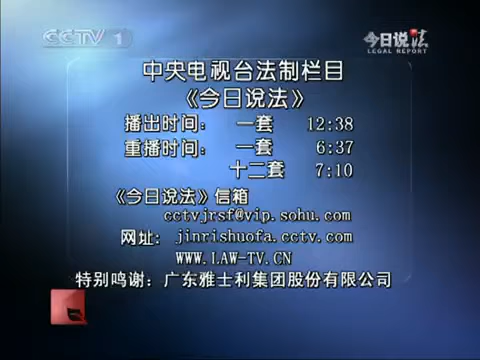 CCTV 1
今日说法
LEGAL REPORT
中央电视台法制栏目
《今日说法》
播出时间： 一套 12:38
重播时间： 一套 6:37
十二套 7:10
《今日说法》信箱
cctvjrsf@vip.sohu.com
网址: jinrishuofa.cctv.com
WWW.LAW-TV.CN
特别鸣谢：广东雅士利集团股份有限公司